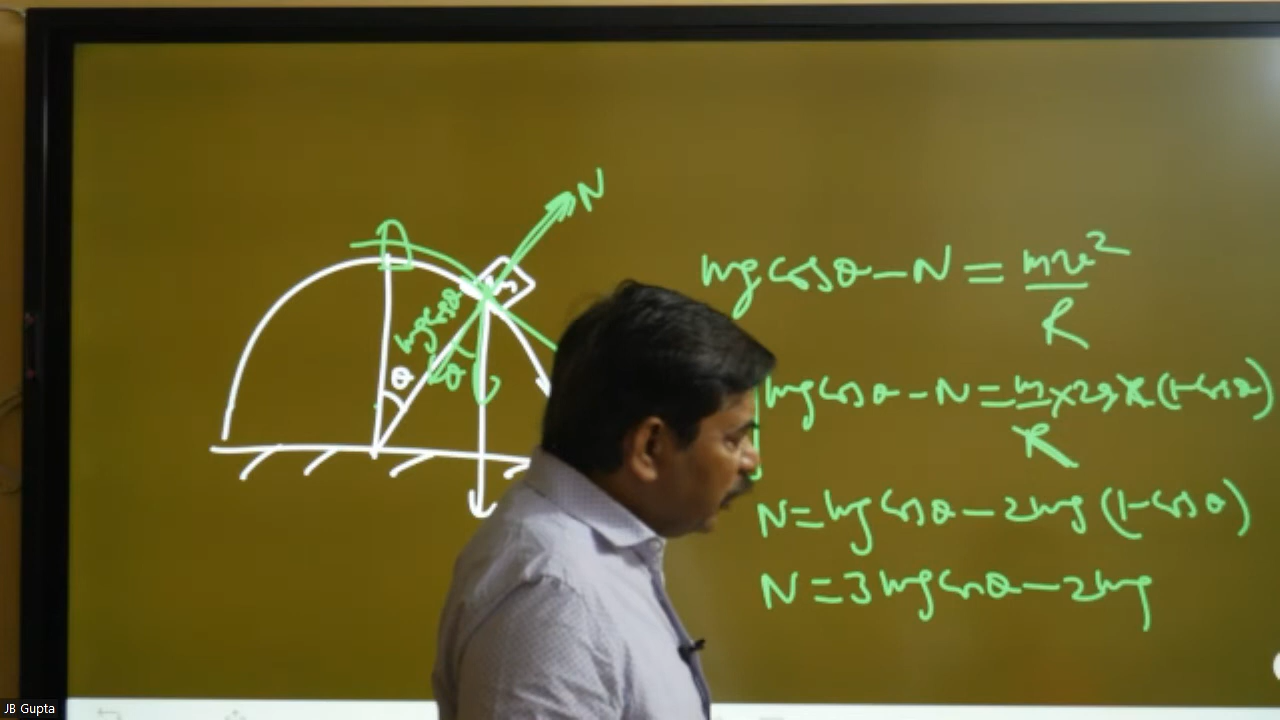 N
mg cosθ
θ
θ
m
mg cosθ - N = mv²/R
mg cosθ - N = m/R × 2g R (1-cosθ)
N = mg cosθ - 2mg (1-cosθ)
N = 3mg cosθ - 2mg
JB Gupta